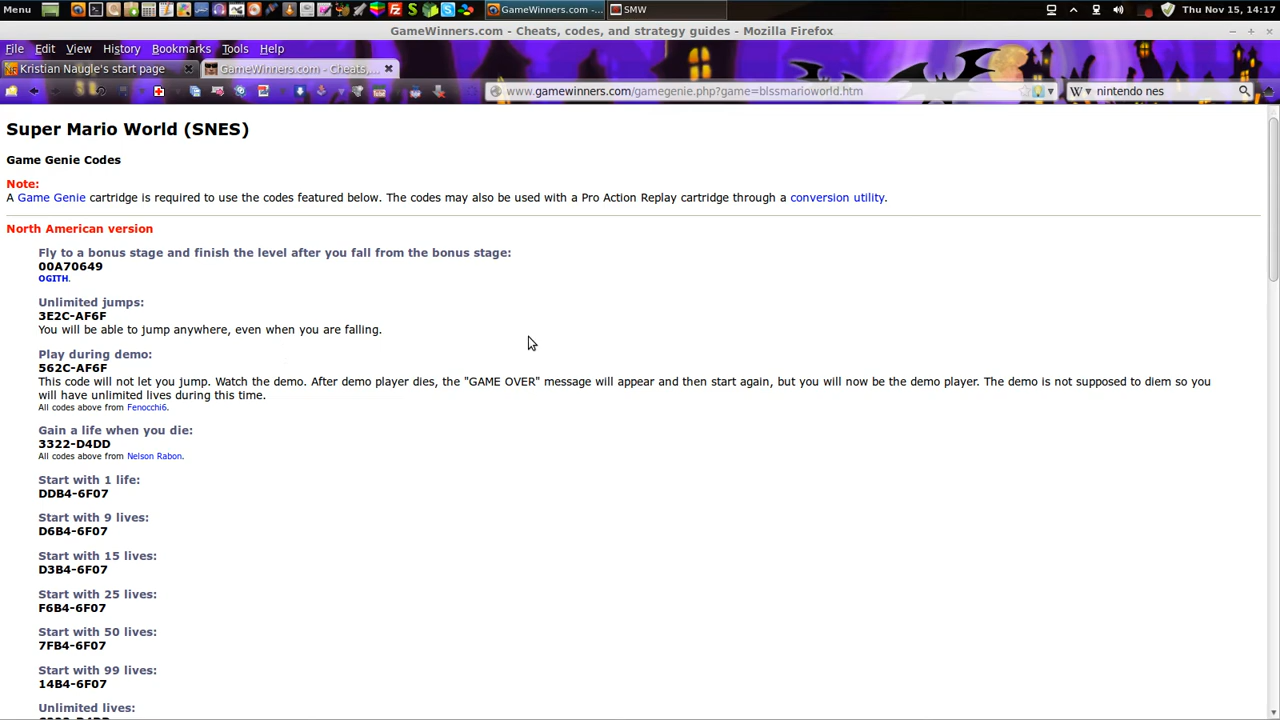 Menu
GameWinners.com -...
SMW
Thu Nov 15, 14:17
GameWinners.com - Cheats, codes, and strategy guides - Mozilla Firefox
File Edit View History Bookmarks Tools Help
Kristian Naugle's start page
GameWinners.com - Cheats,...
www.gamewinners.com/gamegenie.php?game=blssmarioworld.htm
nintendo nes
Super Mario World (SNES)
Game Genie Codes
Note:
A Game Genie cartridge is required to use the codes featured below. The codes may also be used with a Pro Action Replay cartridge through a conversion utility.
North American version
Fly to a bonus stage and finish the level after you fall from the bonus stage:
00A70649
OGITH.
Unlimited jumps:
3E2C-AF6F
You will be able to jump anywhere, even when you are falling.
Play during demo:
562C-AF6F
This code will not let you jump. Watch the demo. After demo player dies, the "GAME OVER" message will appear and then start again, but you will now be the demo player. The demo is not supposed to diem so you
will have unlimited lives during this time.
All codes above from Fenocchi6.
Gain a life when you die:
3322-D4DD
All codes above from Nelson Rabon.
Start with 1 life:
DDB4-6F07
Start with 9 lives:
D6B4-6F07
Start with 15 lives:
D3B4-6F07
Start with 25 lives:
F6B4-6F07
Start with 50 lives:
7FB4-6F07
Start with 99 lives:
14B4-6F07
Unlimited lives: